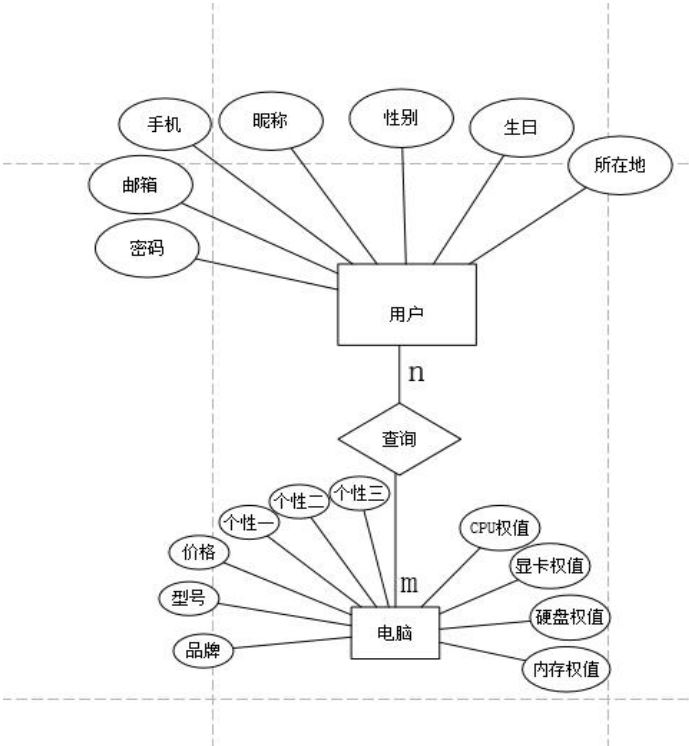 手机
昵称
性别
生日
所在地
邮箱
密码
用户
n
查询
个性三
个性二
个性一
CPU权值
价格
显卡权值
型号
m
硬盘权值
电脑
品牌
内存权值